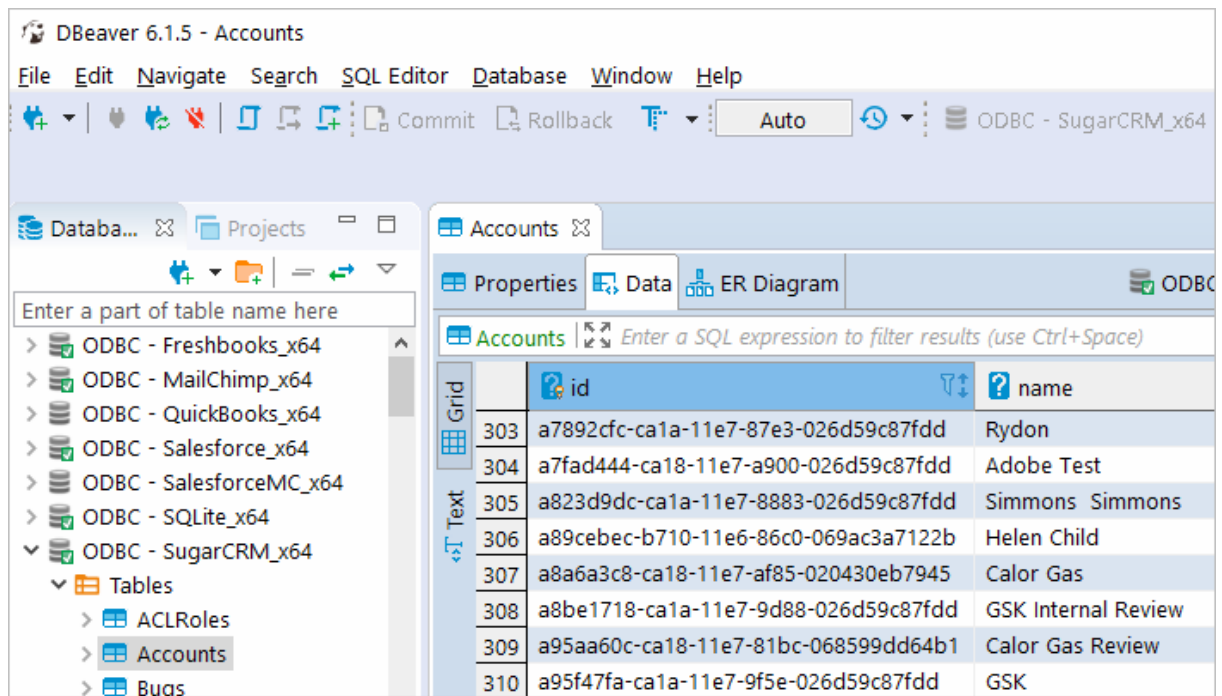 DBeaver 6.1.5 - Accounts
File Edit Navigate Search SQL Editor Database Window Help
Commit Rollback Auto ODBC - SugarCRM_x64
Databa... Projects
Enter a part of table name here
ODBC - Freshbooks_x64
ODBC - MailChimp_x64
ODBC - QuickBooks_x64
ODBC - Salesforce_x64
ODBC - SalesforceMC_x64
ODBC - SQLite_x64
ODBC - SugarCRM_x64
Tables
ACLRoles
Accounts
Bugs
Accounts
Properties Data ER Diagram ODBC
Accounts Enter a SQL expression to filter results (use Ctrl+Space)
Grid
Text
id name
303 a7892cfc-ca1a-11e7-87e3-026d59c87fdd Rydon
304 a7fad444-ca18-11e7-a900-026d59c87fdd Adobe Test
305 a823d9dc-ca1a-11e7-8883-026d59c87fdd Simmons  Simmons
306 a89cebec-b710-11e6-86c0-069ac3a7122b Helen Child
307 a8a6a3c8-ca18-11e7-af85-020430eb7945 Calor Gas
308 a8be1718-ca1a-11e7-9d88-026d59c87fdd GSK Internal Review
309 a95aa60c-ca18-11e7-81bc-068599dd64b1 Calor Gas Review
310 a95f47fa-ca1a-11e7-9f5e-026d59c87fdd GSK